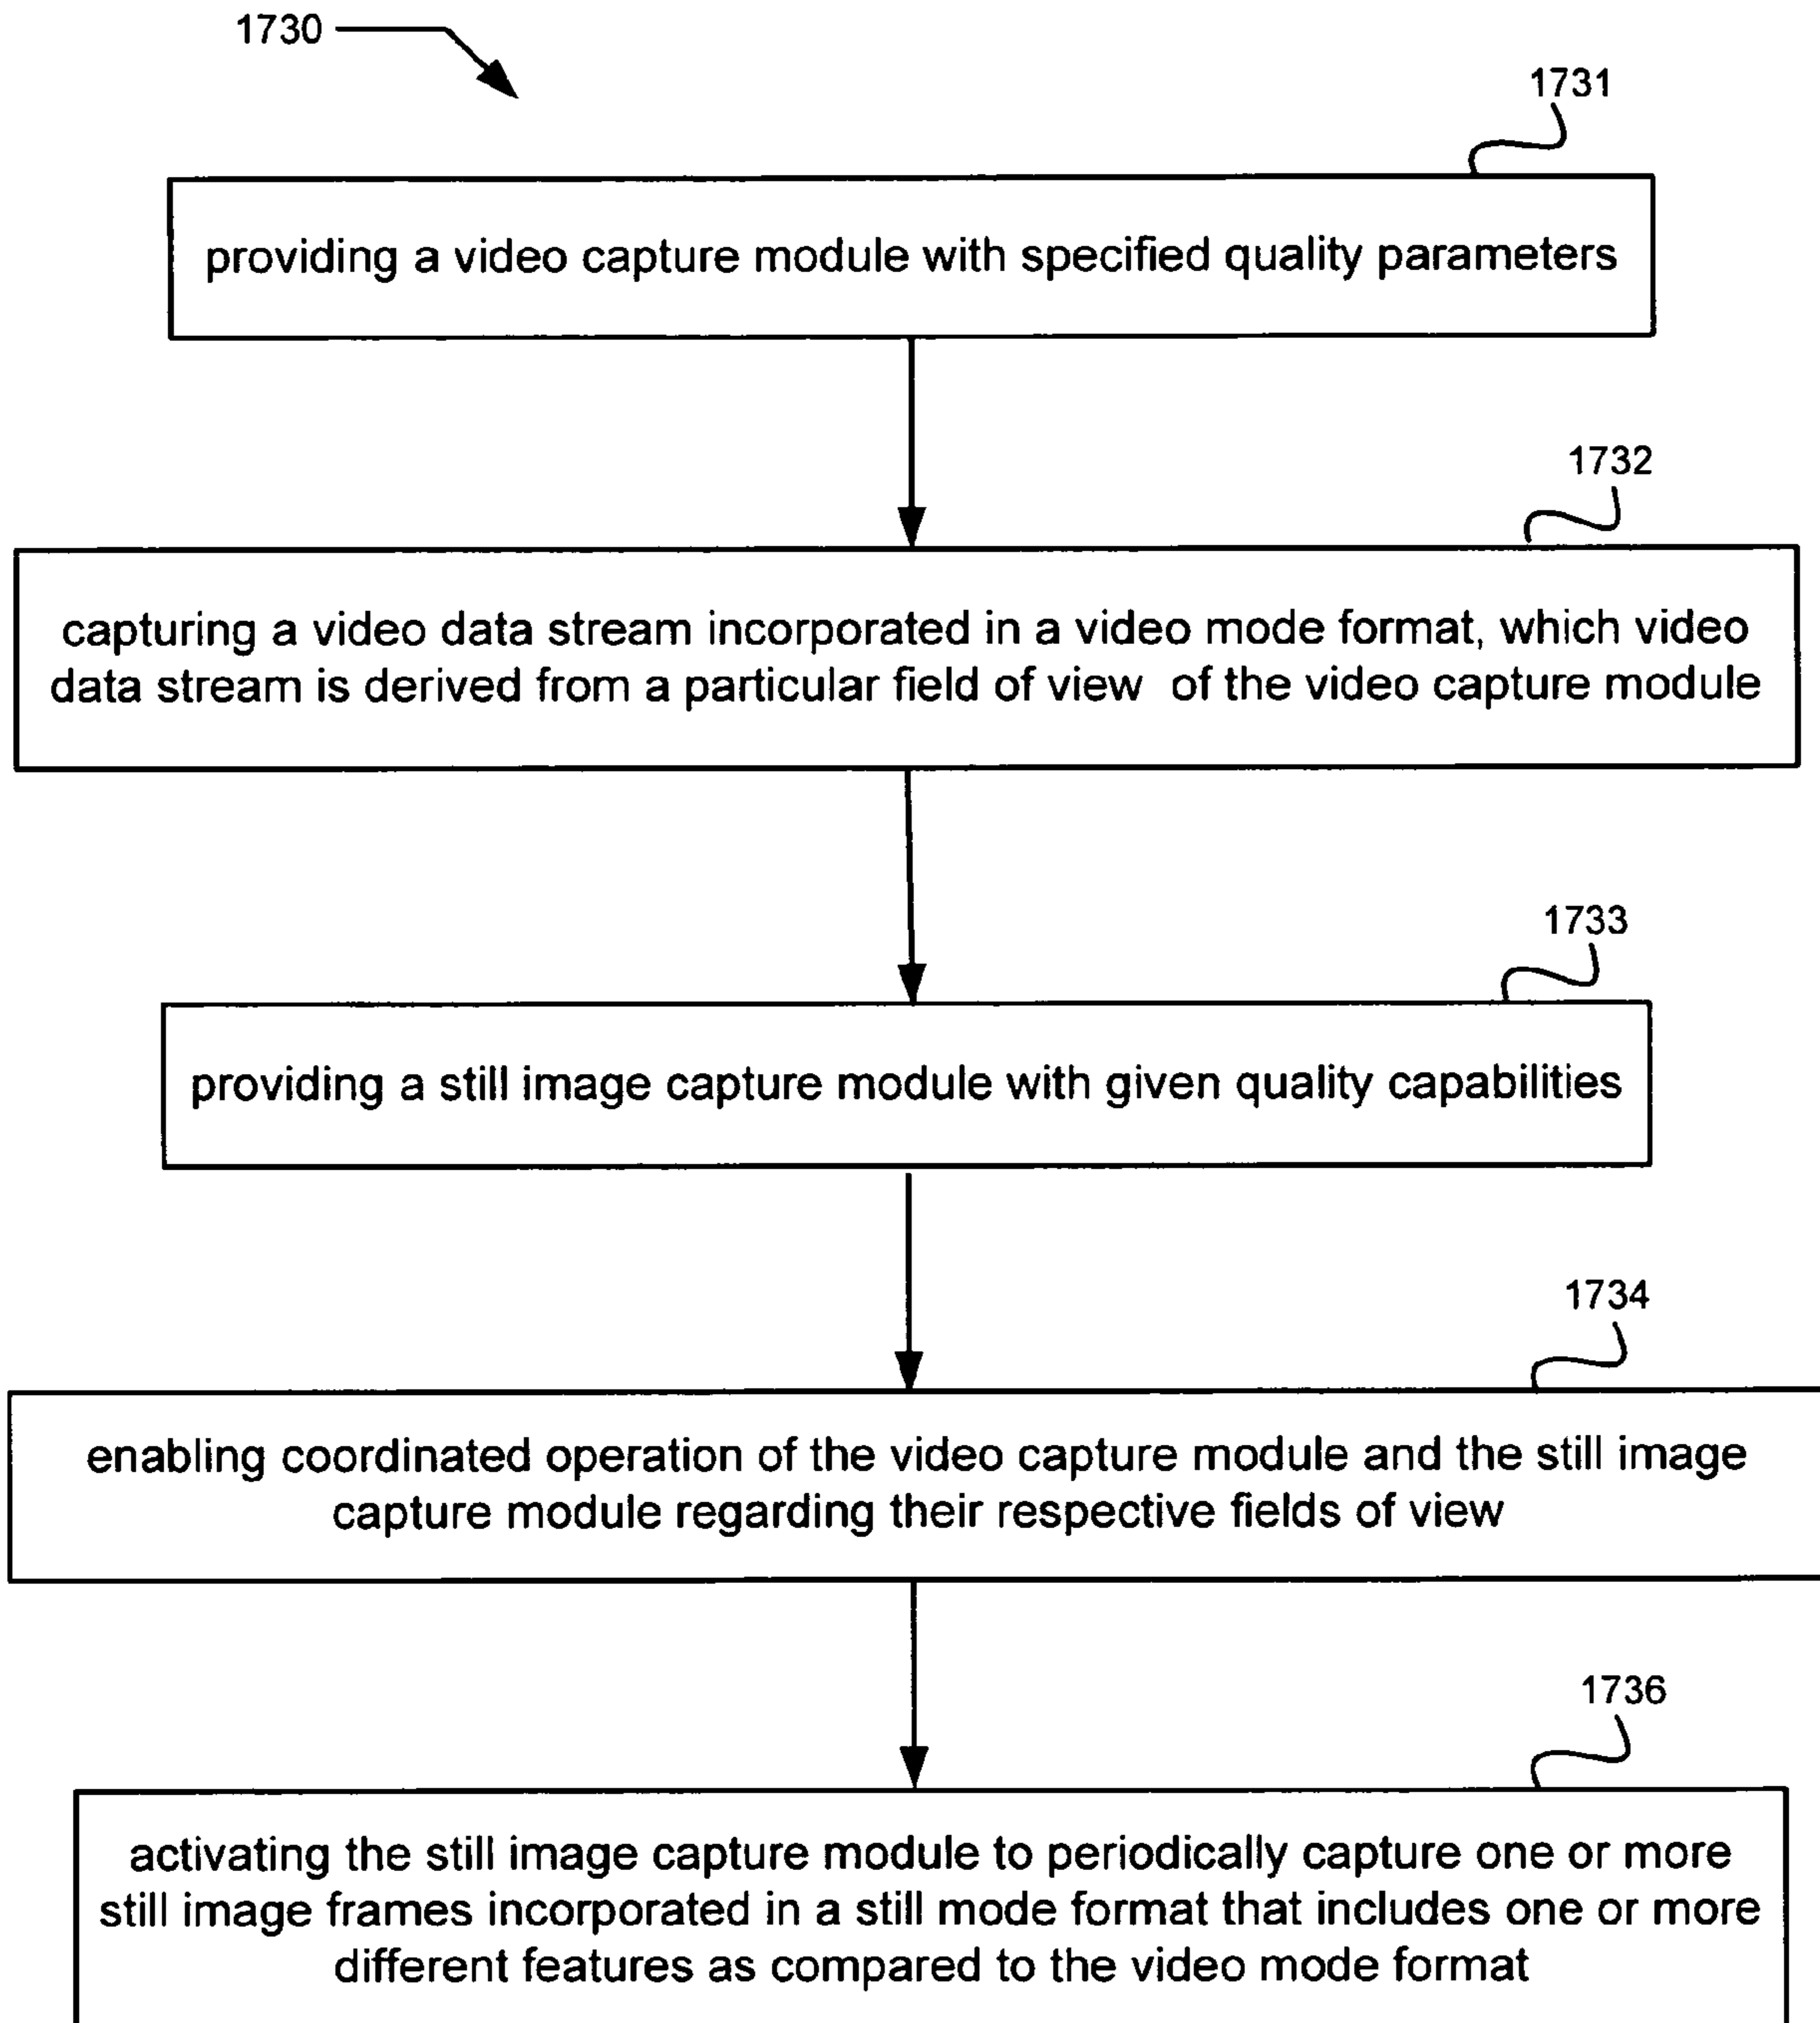 1730
1731
providing a video capture module with specified quality parameters
1732
capturing a video data stream incorporated in a video mode format, which video
data stream is derived from a particular field of view of the video capture module
1733
providing a still image capture module with given quality capabilities
1734
enabling coordinated operation of the video capture module and the still image
capture module regarding their respective fields of view
1736
activating the still image capture module to periodically capture one or more
still image frames incorporated in a still mode format that includes one or more
different features as compared to the video mode format